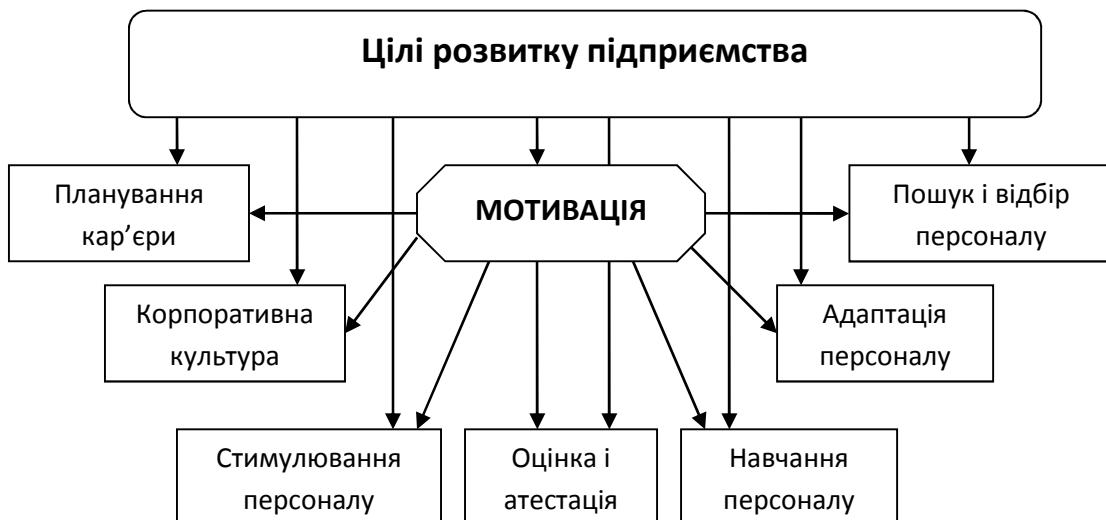 Цілі розвитку підприємства
Планування
кар’єри
МОТИВАЦІЯ
Пошук і відбір
персоналу
Корпоративна
культура
Адаптація
персоналу
Стимулювання
персоналу
Оцінка і
атестація
Навчання
персоналу